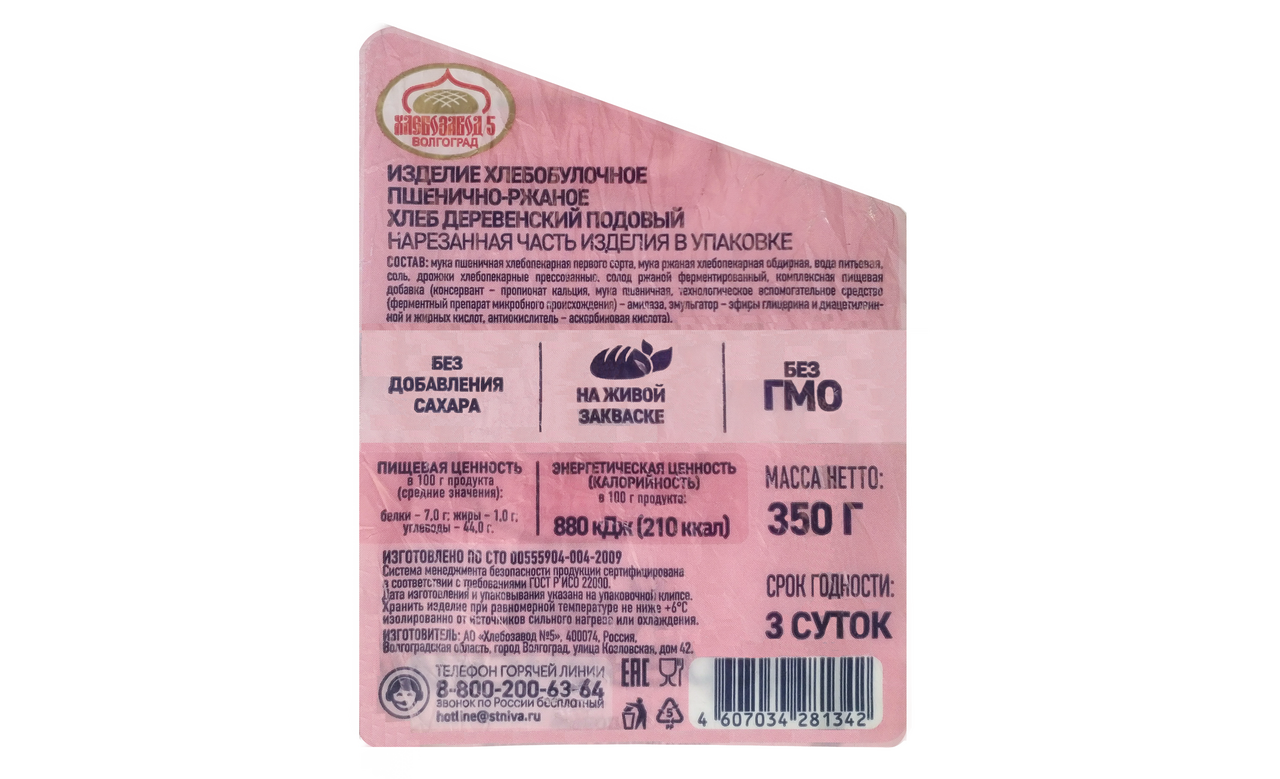 ХЛЕБОЗАВОД 5
ВОЛГОГРАД
ИЗДЕЛИЕ ХЛЕБОБУЛОЧНОЕ
ПШЕНИЧНО-РЖАНОЕ
ХЛЕБ ДЕРЕВЕНСКИЙ ПОДОВЫЙ
НАРЕЗАННАЯ ЧАСТЬ ИЗДЕЛИЯ В УПАКОВКЕ
СОСТАВ: мука пшеничная хлебопекарная первого сорта, мука ржаная хлебопекарная обдирная, вода питьевая,
соль, дрожжи хлебопекарные прессованные, солод ржаной ферментированный, комплексная пищевая
добавка (консервант – пропионат кальция, мука пшеничная, технологическое вспомогательное средство
(ферментный препарат микробного происхождения) – амилаза, эмульгатор – эфиры глицерина и диацетилвин-
ной и жирных кислот, антиокислитель – аскорбиновая кислота).
БЕЗ
ДОБАВЛЕНИЯ
САХАРА
НА ЖИВОЙ
ЗАКВАСКЕ
БЕЗ
ГМО
ПИЩЕВАЯ ЦЕННОСТЬ
в 100 г продукта
(средние значения):
белки – 7,0 г; жиры – 1,0 г,
углеводы – 44,0 г.
ЭНЕРГЕТИЧЕСКАЯ ЦЕННОСТЬ
(КАЛОРИЙНОСТЬ)
в 100 г продукта:
880 кДж (210 ккал)
МАССА НЕТТО:
350 Г
ИЗГОТОВЛЕНО ПО СТО 00555904-004-2009
Система менеджмента безопасности продукции сертифицирована
в соответствии с требованиями ГОСТ Р ИСО 22000.
Дата изготовления и упаковывания указана на упаковочной клипсе.
Хранить изделие при равномерной температуре не ниже +6°С
изолированно от источников сильного нагрева или охлаждения.
ИЗГОТОВИТЕЛЬ: АО «Хлебозавод №5», 400074, Россия,
Волгоградская область, город Волгоград, улица Козловская, дом 42.
СРОК ГОДНОСТИ:
3 СУТОК
ТЕЛЕФОН ГОРЯЧЕЙ ЛИНИИ
8-800-200-63-64
звонок по России бесплатный
hotline@stniva.ru
ЕАС
5
PP
4 607034 281342